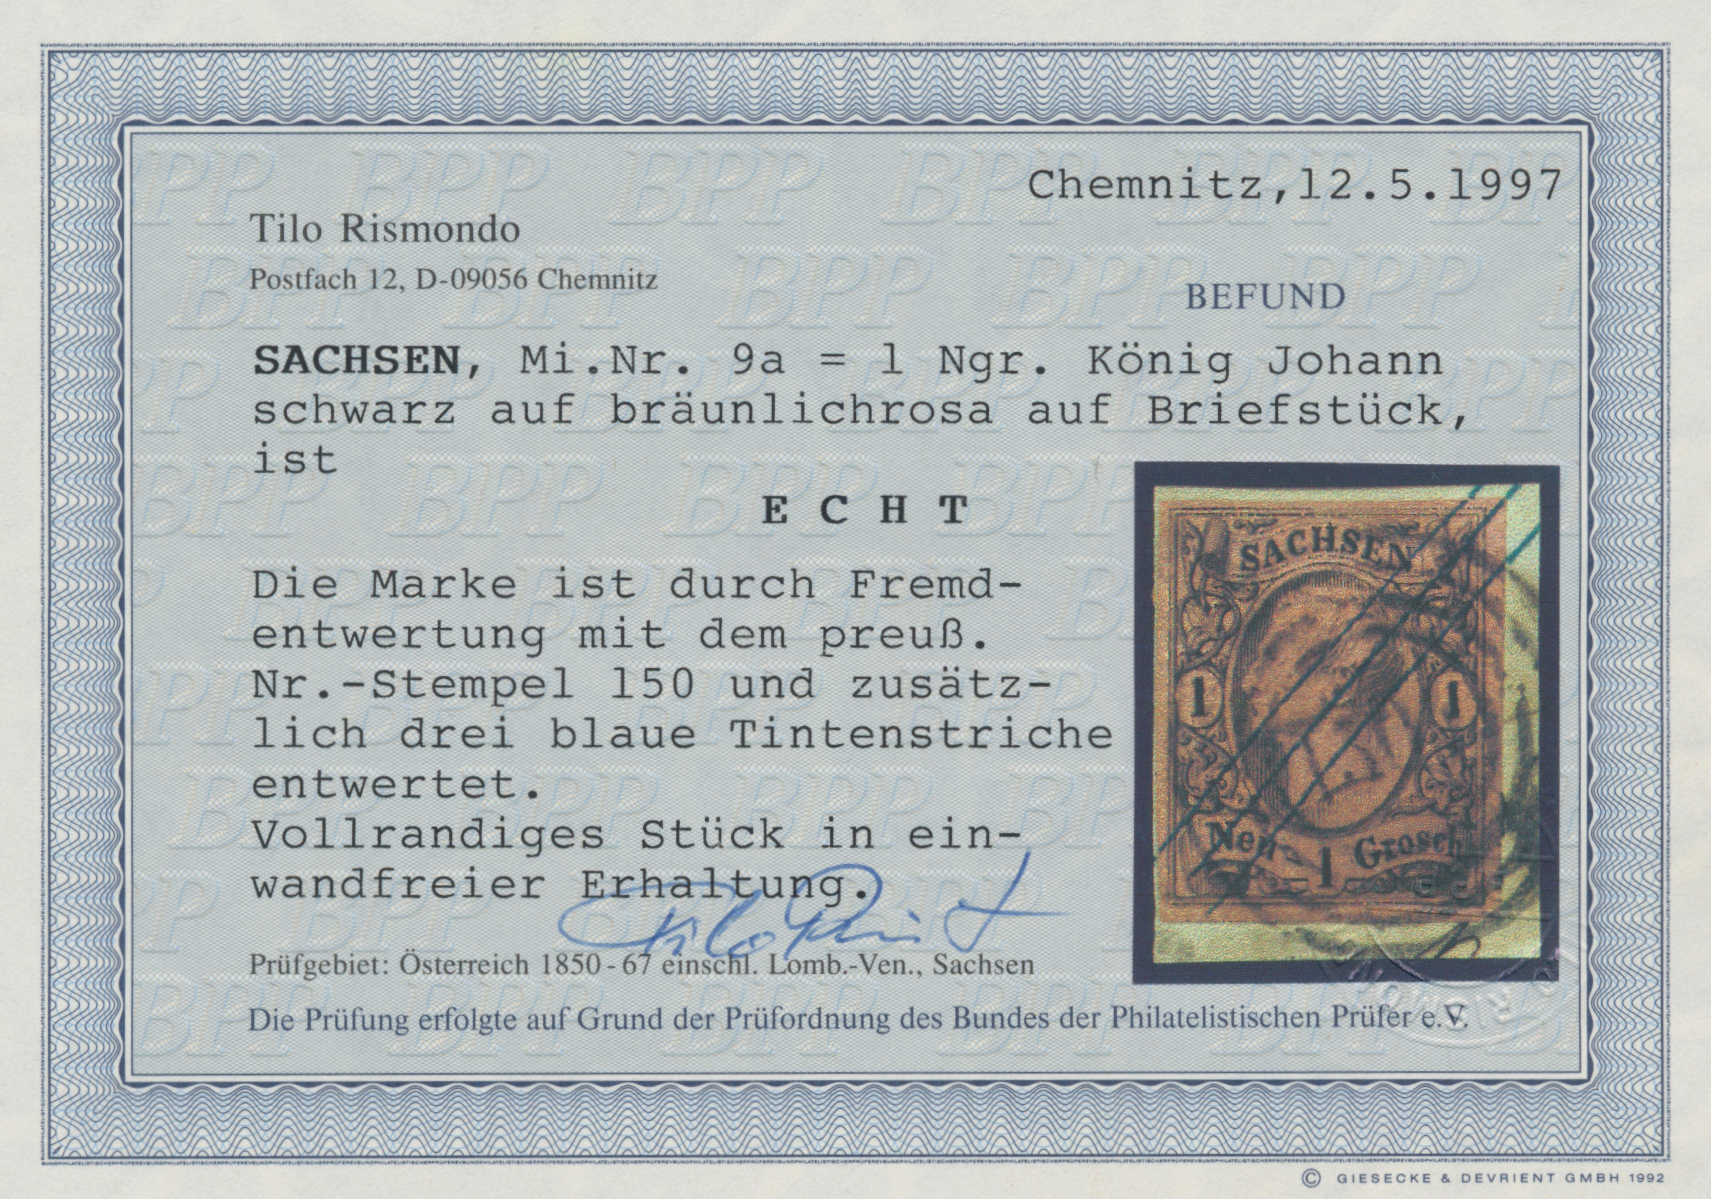 Chemnitz,12.5.1997
Tilo Rismondo
Postfach 12, D-09056 Chemnitz
BEFUND
SACHSEN, Mi.Nr. 9a = 1 Ngr. König Johann
schwarz auf bräunlichrosa auf Briefstück,
ist
E C H T
Die Marke ist durch Fremd-
entwertung mit dem preuß.
Nr.-Stempel 150 und zusätz-
lich drei blaue Tintenstriche
entwertet.
Vollrandiges Stück in ein-
wandfreier Erhaltung.
SACHSEN
1 1
Neu 1 Grosch
Prüfgebiet: Österreich 1850-67 einschl. Lomb.-Ven., Sachsen
Die Prüfung erfolgte auf Grund der Prüfordnung des Bundes der Philatelistischen Prüfer e.V.
© GIESECKE & DEVRIENT GMBH 1992